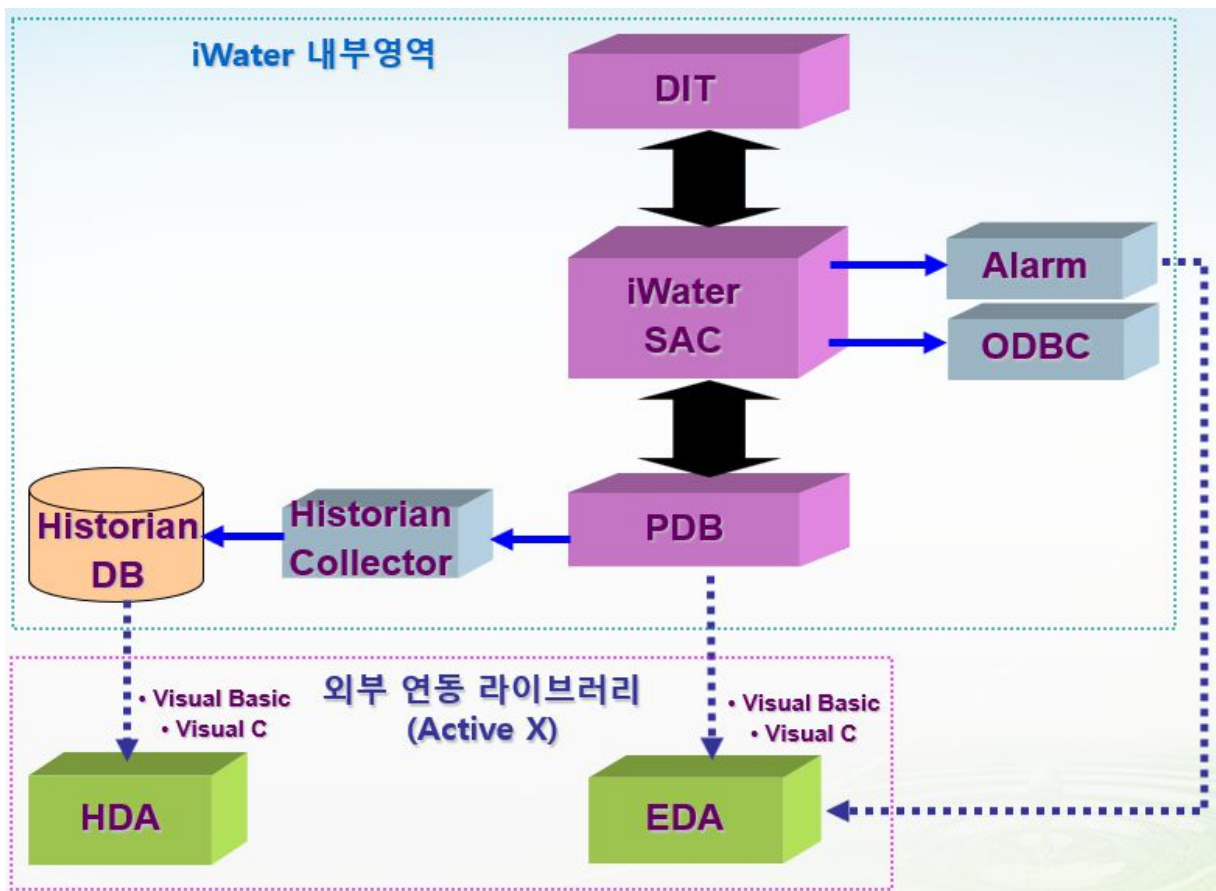 iWater 내부영역
DIT
iWater
SAC
Alarm
ODBC
Historian
DB
Historian
Collector
PDB
외부 연동 라이브러리
(Active X)
• Visual Basic
• Visual C
• Visual Basic
• Visual C
HDA
EDA